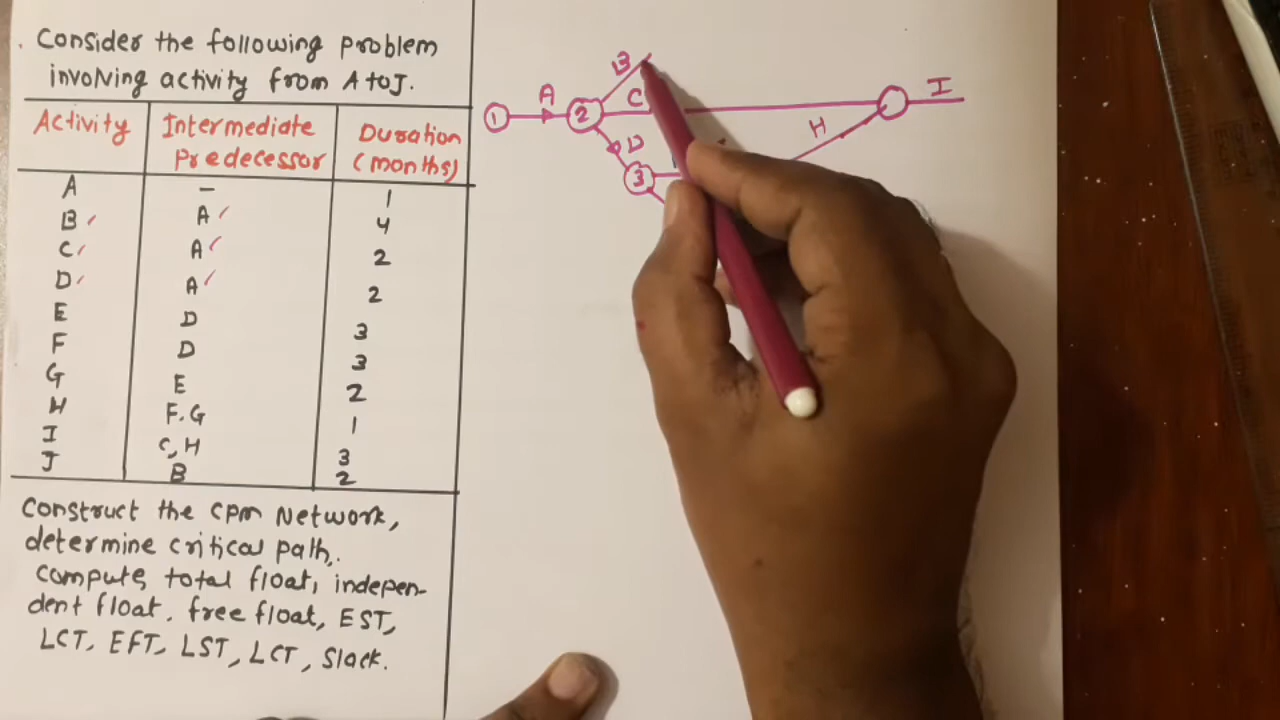 Consider the following problem
involving activity from A to J.
Activity Intermediate Predecessor Duration (months)
A - 1
B A 4
C A 2
D A 2
E D 3
F D 3
G E 2
H F.G 1
I C,H 3
J B 2
Construct the CPM Network,
determine critical path,.
Compute, total float, indepen-
dent float. free float, EST,
LCT, EFT, LST, LCT, Slack.
1 A 2 B
C
D
3
H
I